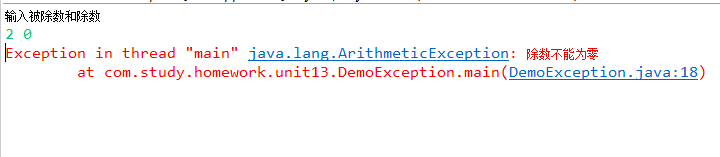 输入被除数和除数
2 0
Exception in thread "main" java.lang.ArithmeticException: 除数不能为零
at com.study.homework.unit13.DemoException.main(DemoException.java:18)